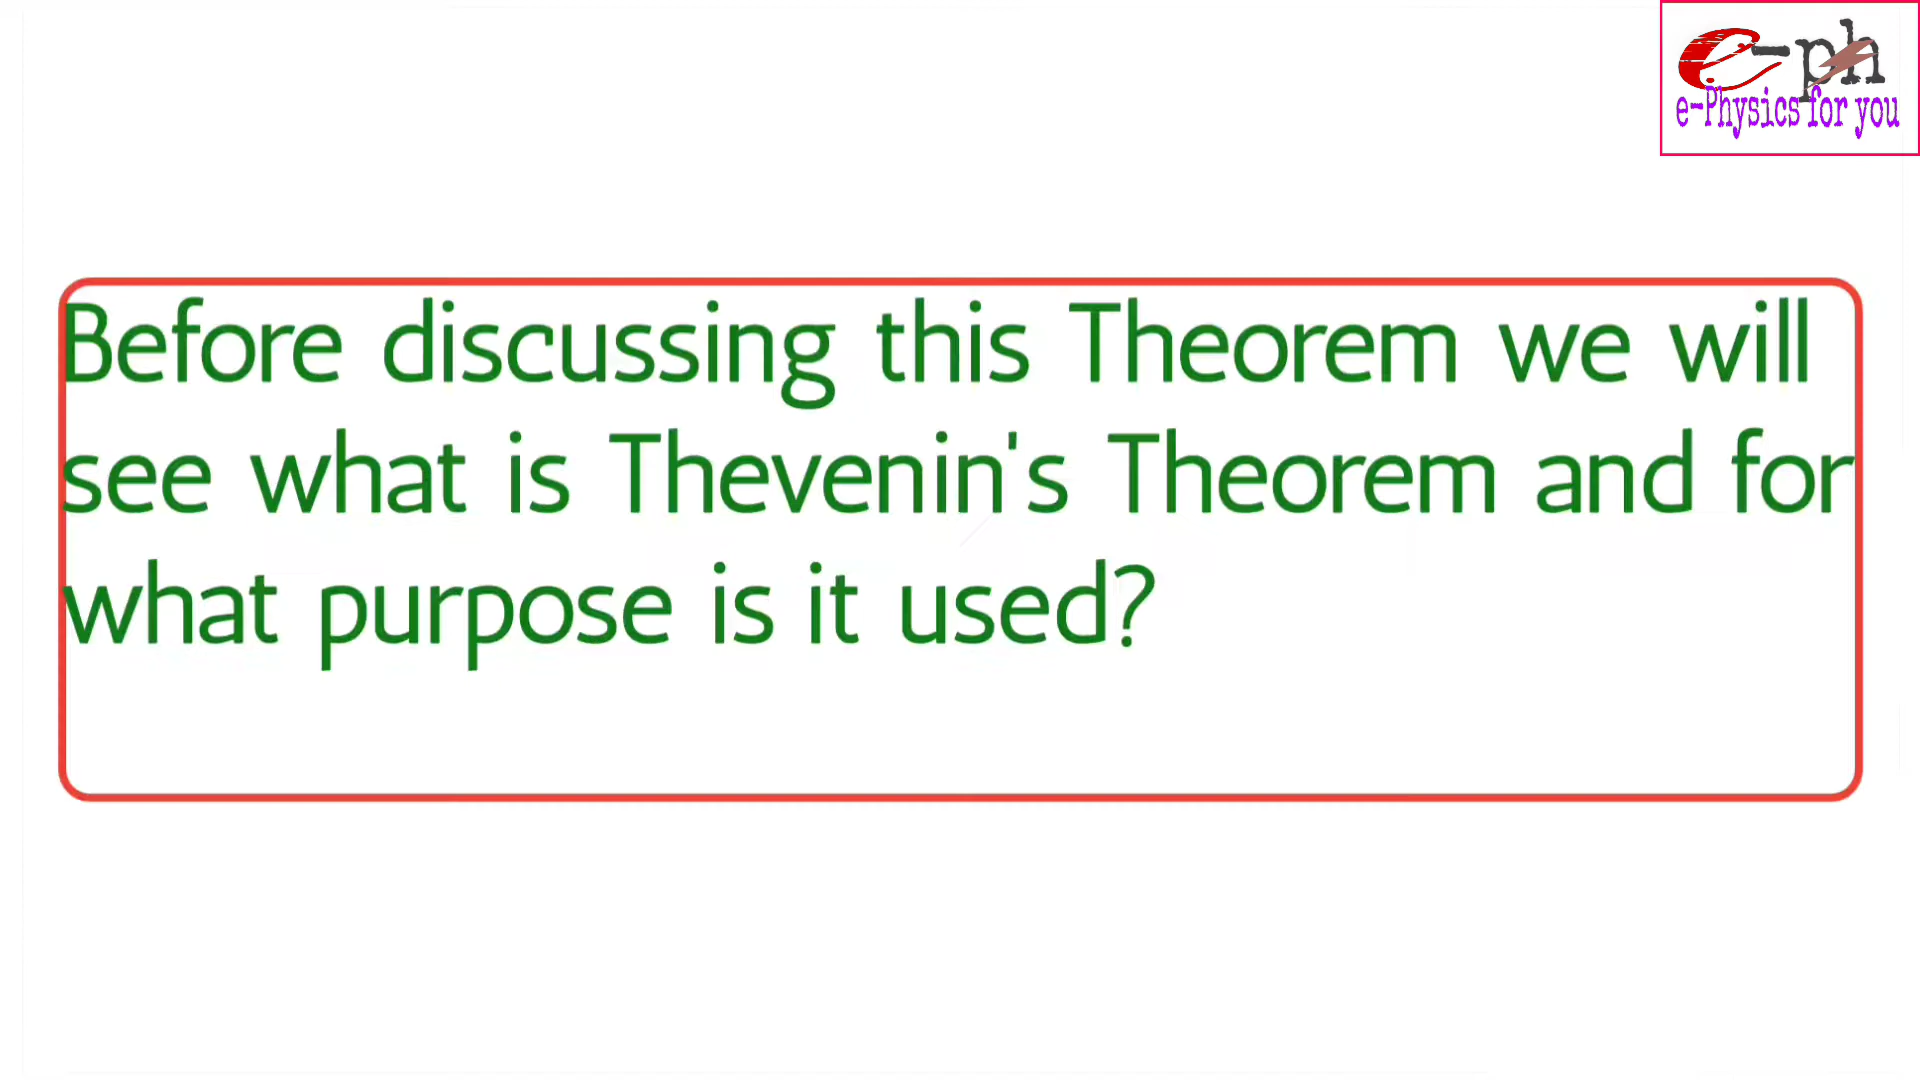 e-ph
e-Physics for you
Before discussing this Theorem we will
see what is Thevenin's Theorem and for
what purpose is it used?